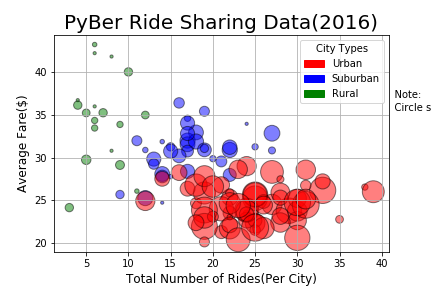 PyBer Ride Sharing Data(2016)
Average Fare($)
40
35
30
25
20
5
10
15
20
25
30
35
40
Total Number of Rides(Per City)
City Types
Urban
Suburban
Rural
Note:
Circle s